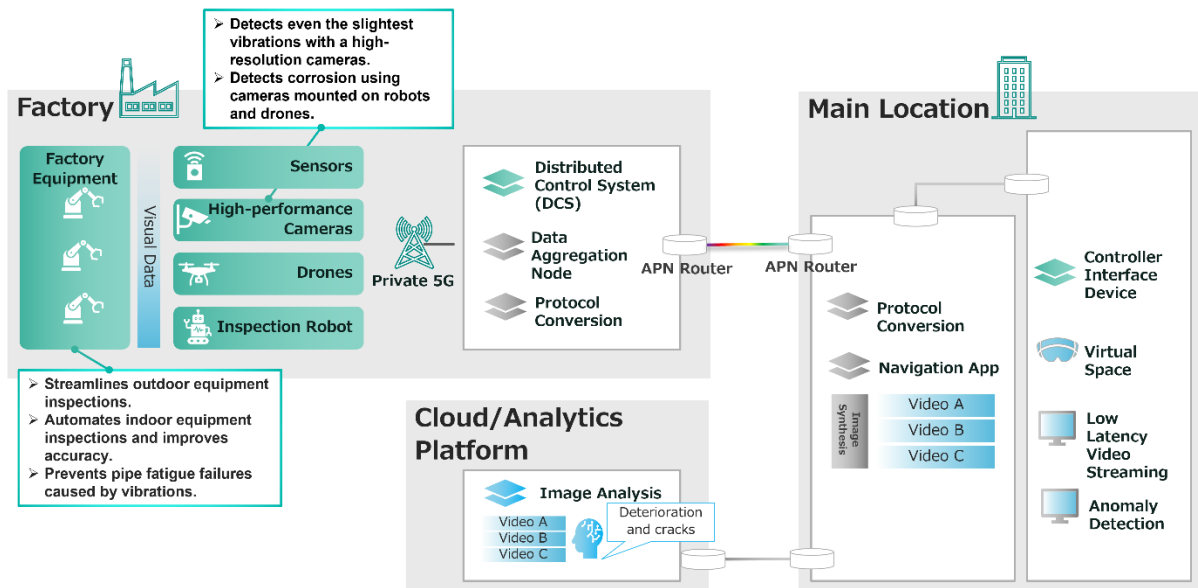 ➢ Detects even the slightest
vibrations with a high-
resolution cameras.
➢ Detects corrosion using
cameras mounted on robots
and drones.
Factory
Factory
Equipment
Visual Data
Sensors
High-performance
Cameras
Drones
Inspection Robot
Private 5G
Distributed
Control System
(DCS)
Data
Aggregation
Node
Protocol
Conversion
APN Router
APN Router
➢ Streamlines outdoor equipment
inspections.
➢ Automates indoor equipment
inspections and improves
accuracy.
➢ Prevents pipe fatigue failures
caused by vibrations.
Cloud/Analytics
Platform
Image Analysis
Video A
Video B
Video C
Deterioration
and cracks
Main Location
Protocol
Conversion
Navigation App
Image
Synthesis
Video A
Video B
Video C
Controller
Interface
Device
Virtual
Space
Low
Latency
Video
Streaming
Anomaly
Detection